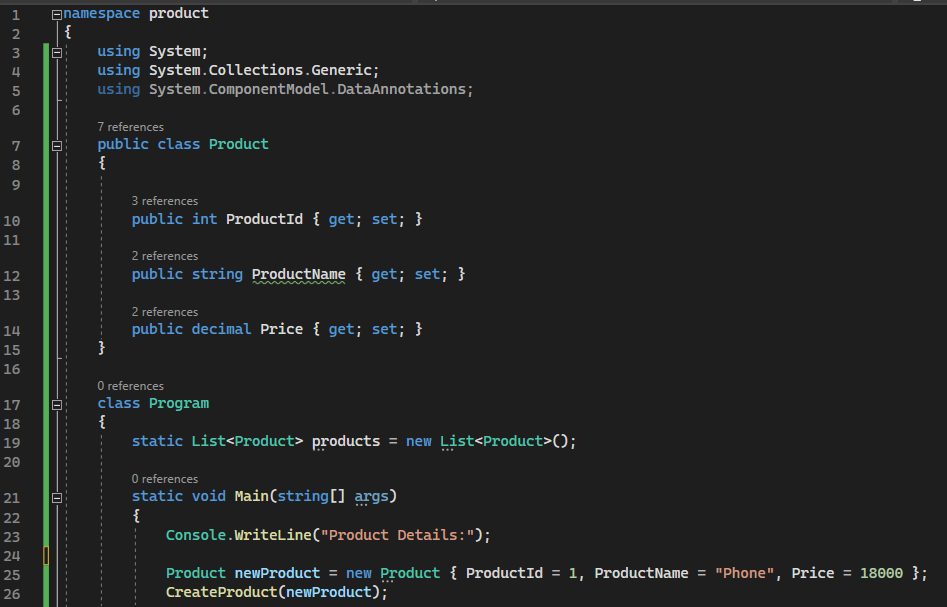 1 namespace product
2 {
3 using System;
4 using System.Collections.Generic;
5 using System.ComponentModel.DataAnnotations;
6
7 references
7 public class Product
8 {
9
3 references
10 public int ProductId { get; set; }
11
2 references
12 public string ProductName { get; set; }
13
2 references
14 public decimal Price { get; set; }
15 }
16
0 references
17 class Program
18 {
19 static List<Product> products = new List<Product>();
20
0 references
21 static void Main(string[] args)
22 {
23 Console.WriteLine("Product Details:");
24
25 Product newProduct = new Product { ProductId = 1, ProductName = "Phone", Price = 18000 };
26 CreateProduct(newProduct);